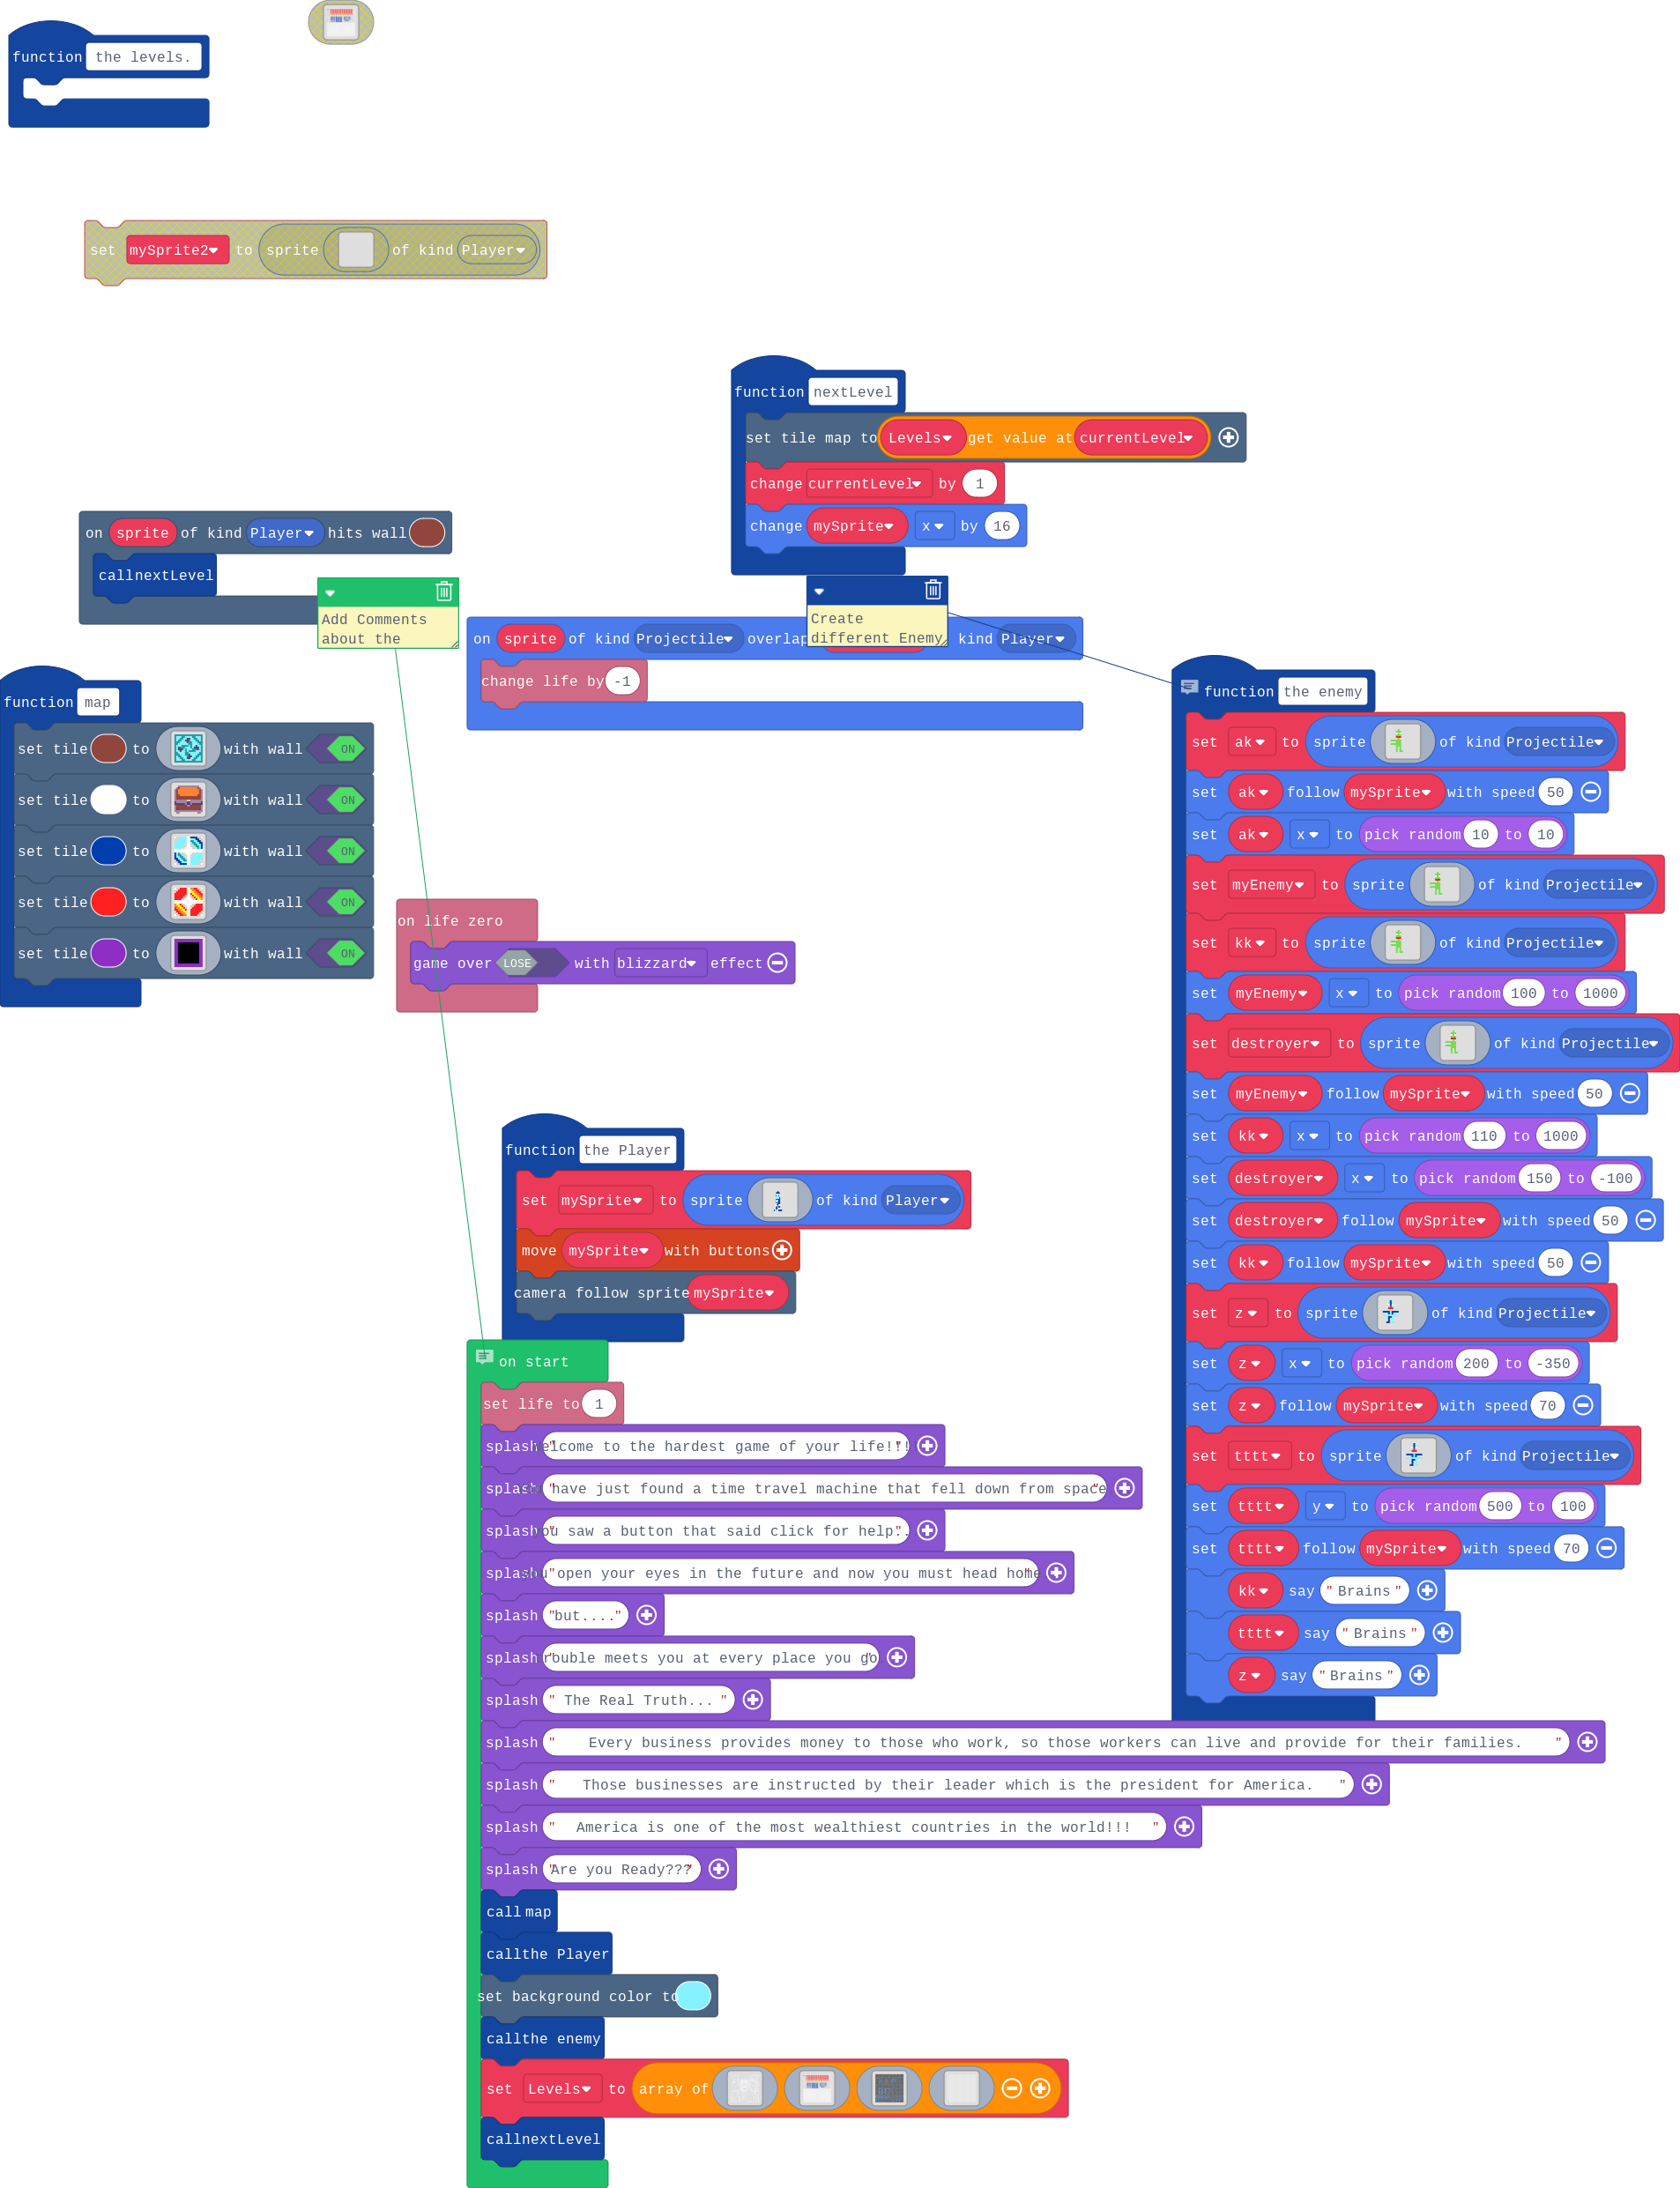 function the levels.
set mySprite2 to sprite of kind Player
function nextLevel
set tile map to Levels get value at currentLevel
change currentLevel by 1
change mySprite x by 16
on sprite of kind Player hits wall
callnextLevel
Add Comments
about the
Create
different Enemy
on sprite of kind Projectile overlap kind Player
change life by -1
function map
set tile to with wall ON
set tile to with wall ON
set tile to with wall ON
set tile to with wall ON
set tile to with wall ON
on life zero
game over LOSE with blizzard effect
function the enemy
set ak to sprite of kind Projectile
set ak follow mySprite with speed 50
set ak x to pick random 10 to 10
set myEnemy to sprite of kind Projectile
set kk to sprite of kind Projectile
set myEnemy x to pick random 100 to 1000
set destroyer to sprite of kind Projectile
set myEnemy follow mySprite with speed 50
set kk x to pick random 110 to 1000
set destroyer x to pick random 150 to -100
set destroyer follow mySprite with speed 50
set kk follow mySprite with speed 50
set z to sprite of kind Projectile
set z x to pick random 200 to -350
set z follow mySprite with speed 70
set tttt to sprite of kind Projectile
set tttt y to pick random 500 to 100
set tttt follow mySprite with speed 70
kk say "Brains"
tttt say "Brains"
z say "Brains"
function the Player
set mySprite to sprite of kind Player
move mySprite with buttons
camera follow sprite mySprite
on start
set life to 1
splash "elcome to the hardest game of your life!!!"
splash "have just found a time travel machine that fell down from space"
splash "ou saw a button that said click for help.."
splash "open your eyes in the future and now you must head home"
splash "but...."
splash "rouble meets you at every place you go"
splash " The Real Truth... "
splash " Every business provides money to those who work, so those workers can live and provide for their families. "
splash " Those businesses are instructed by their leader which is the president for America. "
splash " America is one of the most wealthiest countries in the world!!! "
splash "Are you Ready???"
call map
callthe Player
set background color to
callthe enemy
set Levels to array of
callnextLevel